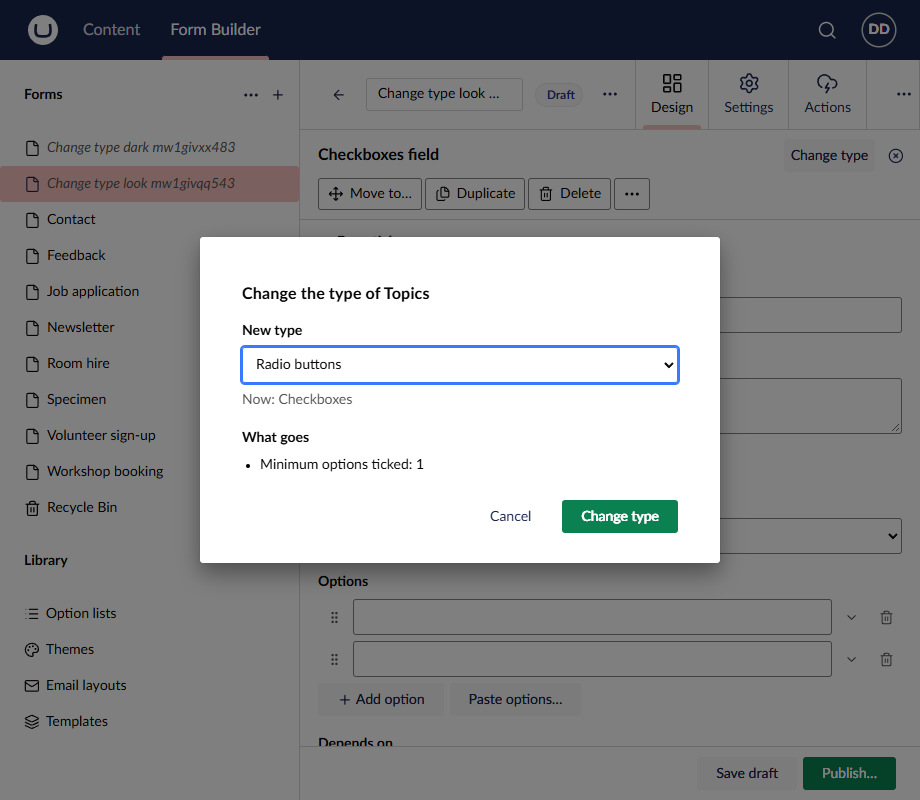 Content
Form Builder
DD
Forms
Change type look ...
Draft
Design
Settings
Actions
Change type dark mw1givxx483
Change type look mw1givqq543
Contact
Feedback
Job application
Newsletter
Room hire
Specimen
Volunteer sign-up
Workshop booking
Recycle Bin
Library
Option lists
Themes
Email layouts
Templates
Checkboxes field
Change type
Move to...
Duplicate
Delete
Change the type of Topics
New type
Radio buttons
Now: Checkboxes
What goes
Minimum options ticked: 1
Cancel
Change type
Options
Add option
Paste options...
Depends on
Save draft
Publish...